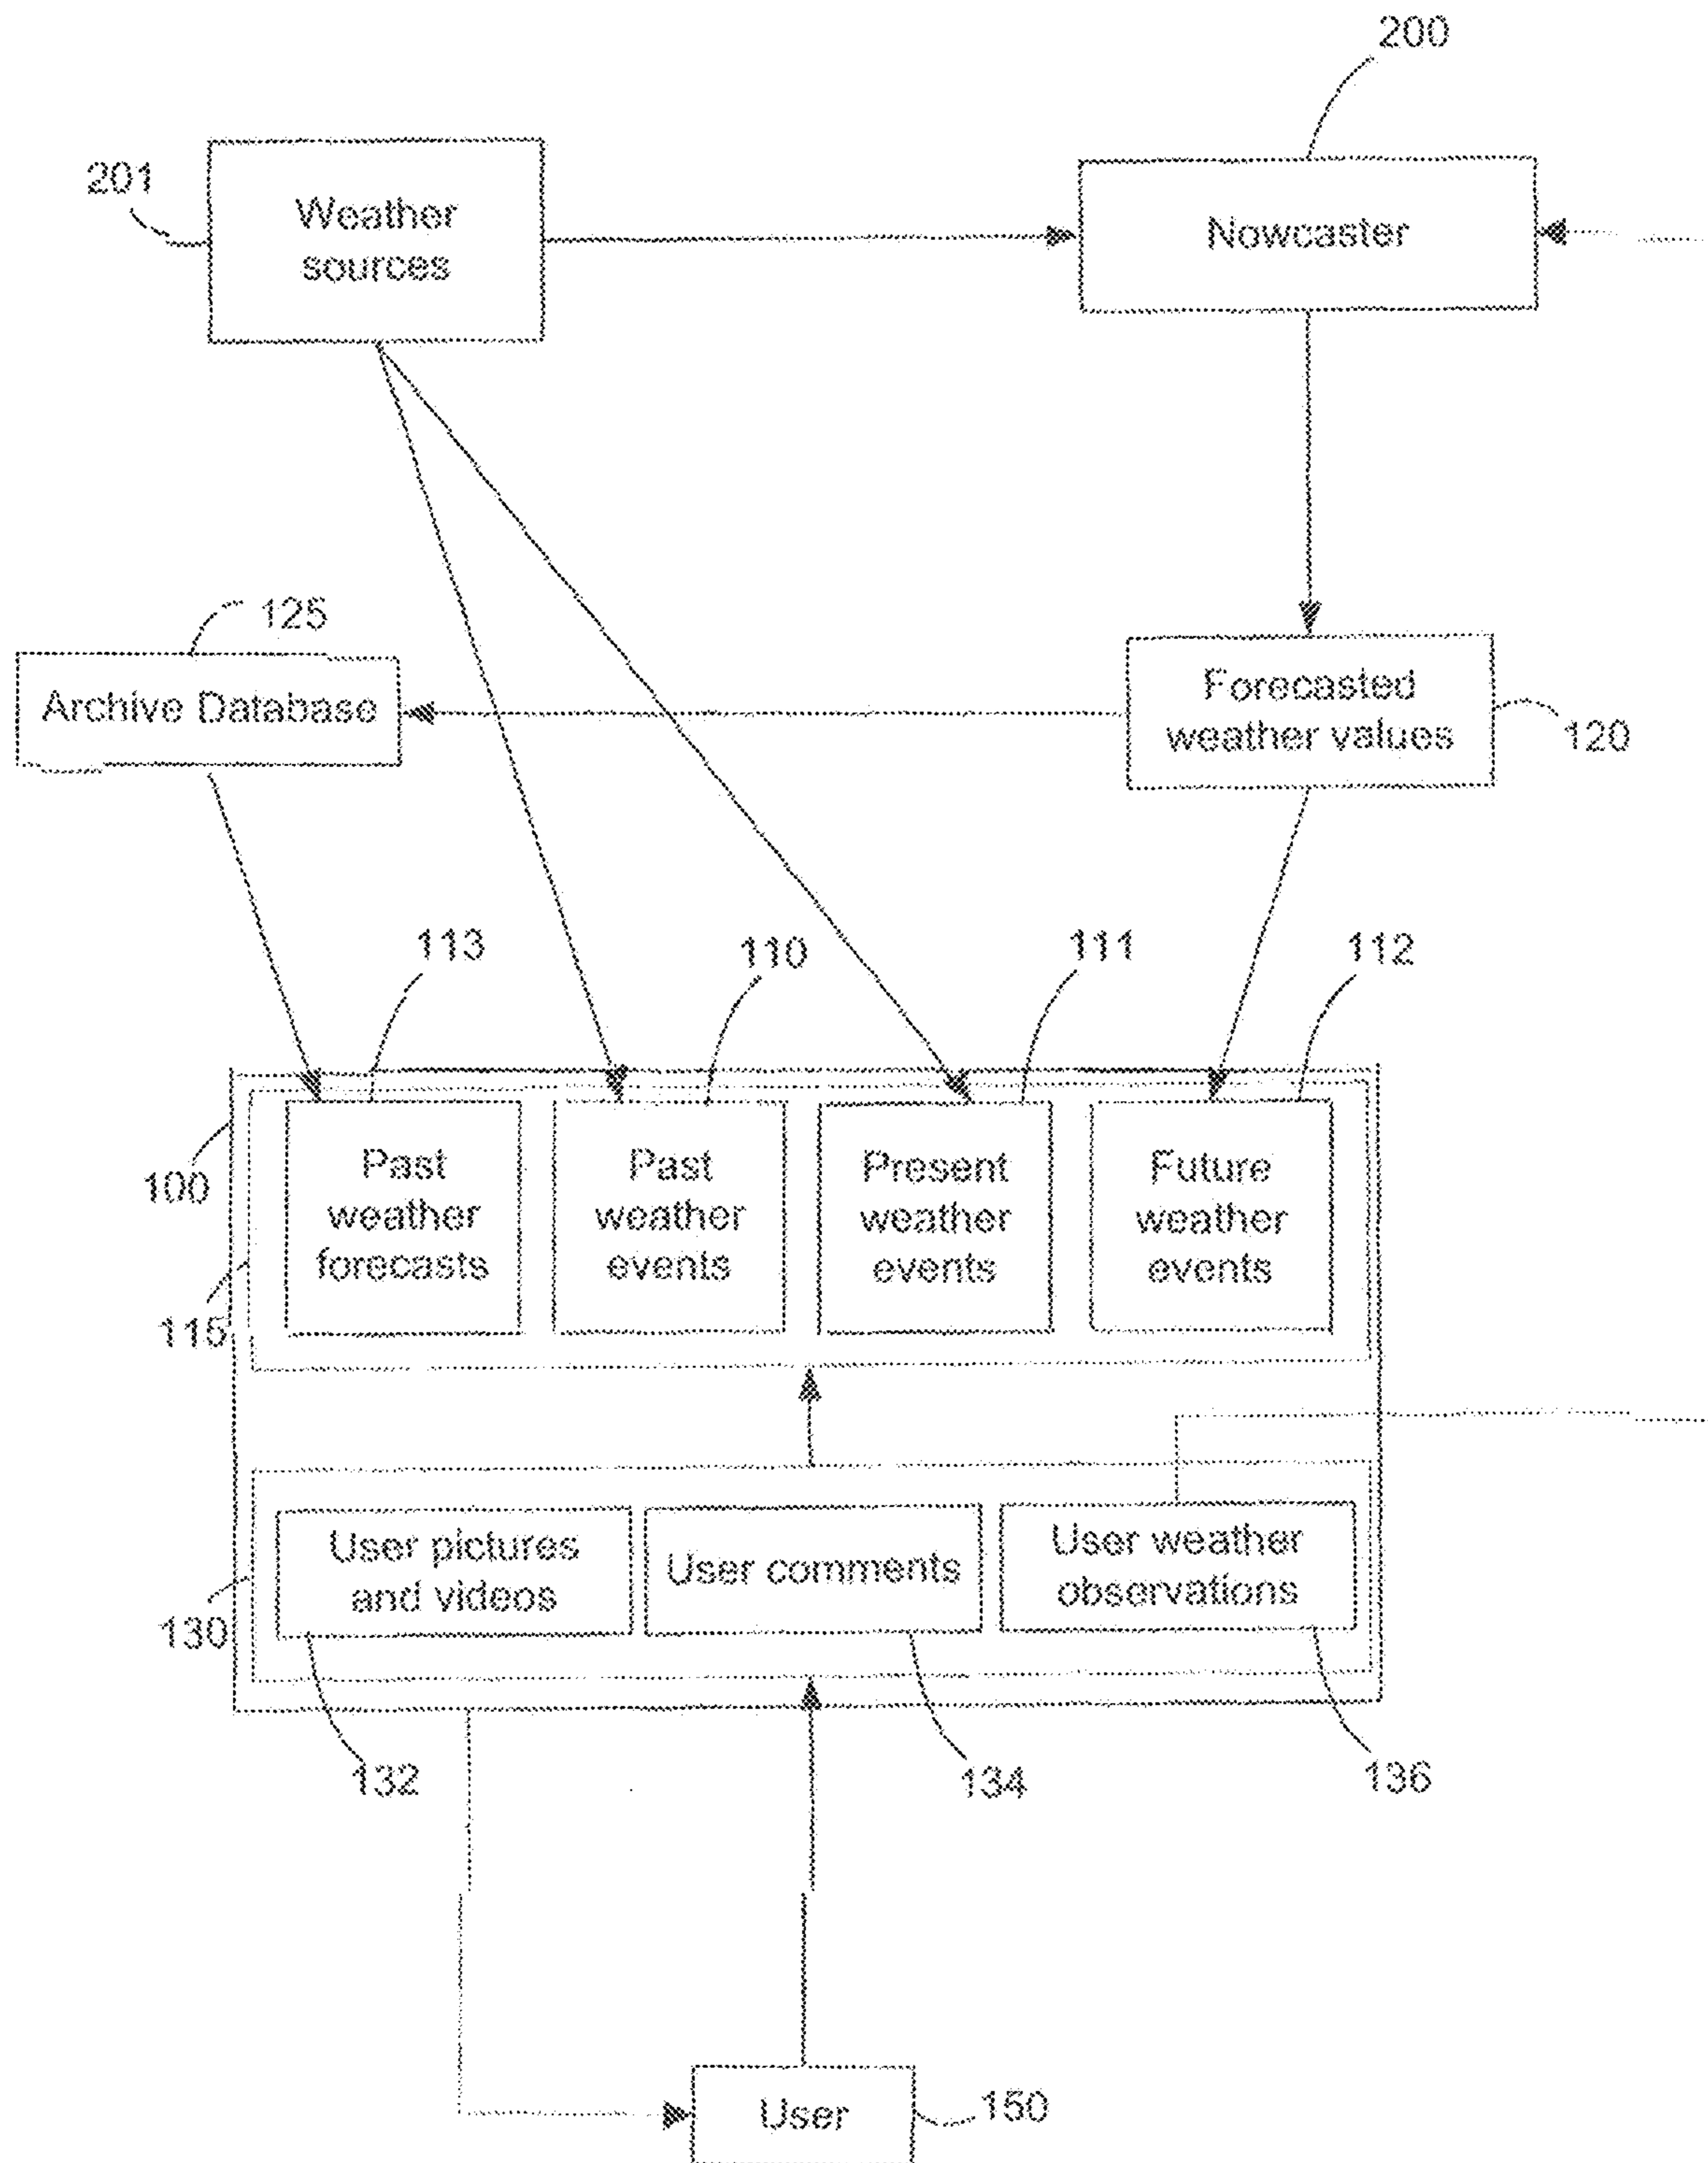 200
201
Weather
sources
Nowcaster
125
Archive Database
Forecasted
weather values
120
113
110
111
112
100
115
Past
weather
forecasts
Past
weather
events
Present
weather
events
Future
weather
events
130
User pictures
and videos
User comments
User weather
observations
132
134
136
User
150